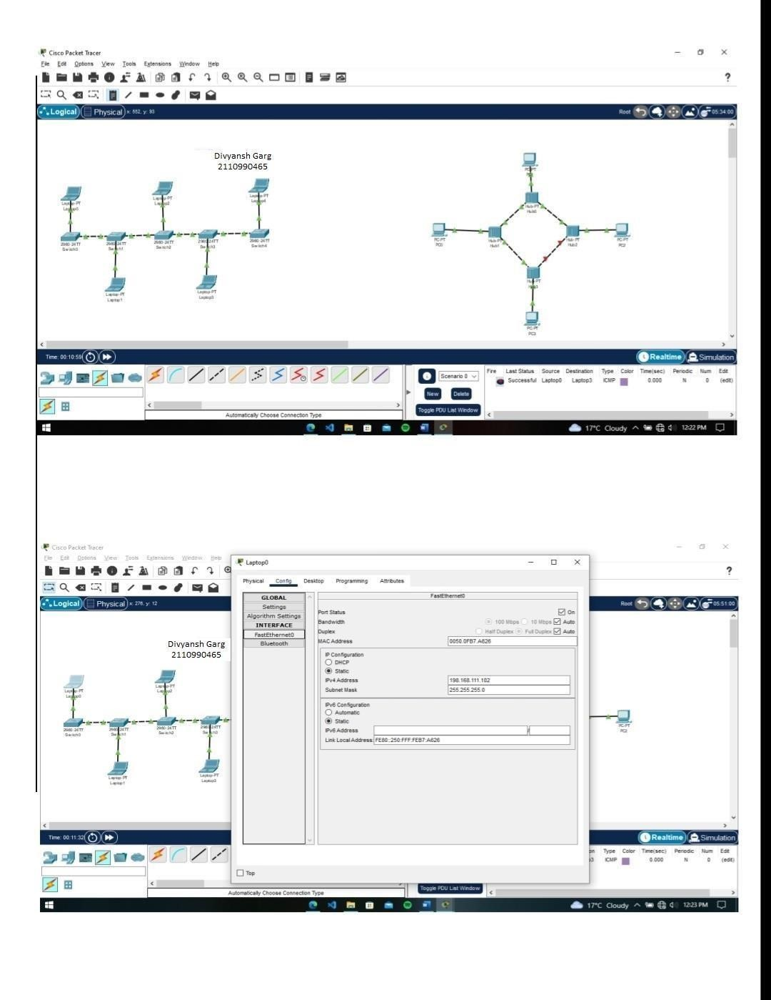 Cisco Packet Tracer
File Edit Options View Tools Extensions Window Help
?
Logical Physical x: 552, y: 93 Root 05:34:00
Divyansh Garg
2110990465
Laptop-PT
Laptop0
Laptop-PT
Laptop2
Laptop-PT
Laptop4
2960-24TT
Switch0
2960-24TT
Switch1
2960-24TT
Switch2
2960-24TT
Switch3
2960-24TT
Switch4
Laptop-PT
Laptop1
Laptop-PT
Laptop3
PC-PT
Hub-PT
Hub0
PC-PT
PC0
Hub-PT
Hub1
Hub-PT
Hub2
PC-PT
PC2
Hub-PT
Hub3
PC-PT
PC3
Time: 00:10:59 Realtime Simulation
Scenario 0
New Delete
Toggle PDU List Window
Fire Last Status Source Destination Type Color Time(sec) Periodic Num Edit
Successful Laptop0 Laptop3 ICMP 0.000 N 0 (edit)
Automatically Choose Connection Type
17°C Cloudy 12:22 PM
Cisco Packet Tracer
File Edit Options View Tools Extensions Window Help
?
Logical Physical x: 276, y: 12 Root 05:51:00
Divyansh Garg
2110990465
Laptop-PT
Laptop0
Laptop-PT
Laptop2
2960-24TT
Switch0
2960-24TT
Switch1
2960-24TT
Switch2
2960-24TT
Switch3
Laptop-PT
Laptop1
Laptop-PT
Laptop3
PC-PT
PC2
Laptop0
Physical Config Desktop Programming Attributes
GLOBAL
Settings
Algorithm Settings
INTERFACE
FastEthernet0
Bluetooth
FastEthernet0
Port Status On
Bandwidth 100 Mbps 10 Mbps Auto
Duplex Half Duplex Full Duplex Auto
MAC Address 0050.0FB7.A626
IP Configuration
DHCP
Static
IPv4 Address 198.168.111.102
Subnet Mask 255.255.255.0
IPv6 Configuration
Automatic
Static
IPv6 Address /
Link Local Address: FE80::250:FFF:FEB7:A626
Top
Time: 00:11:32 Realtime Simulation
on Type Color Time(sec) Periodic Num Edit
p3 ICMP 0.000 N 0 (edit)
Toggle PDU List Window
Automatically Choose Connection Type
17°C Cloudy 12:23 PM